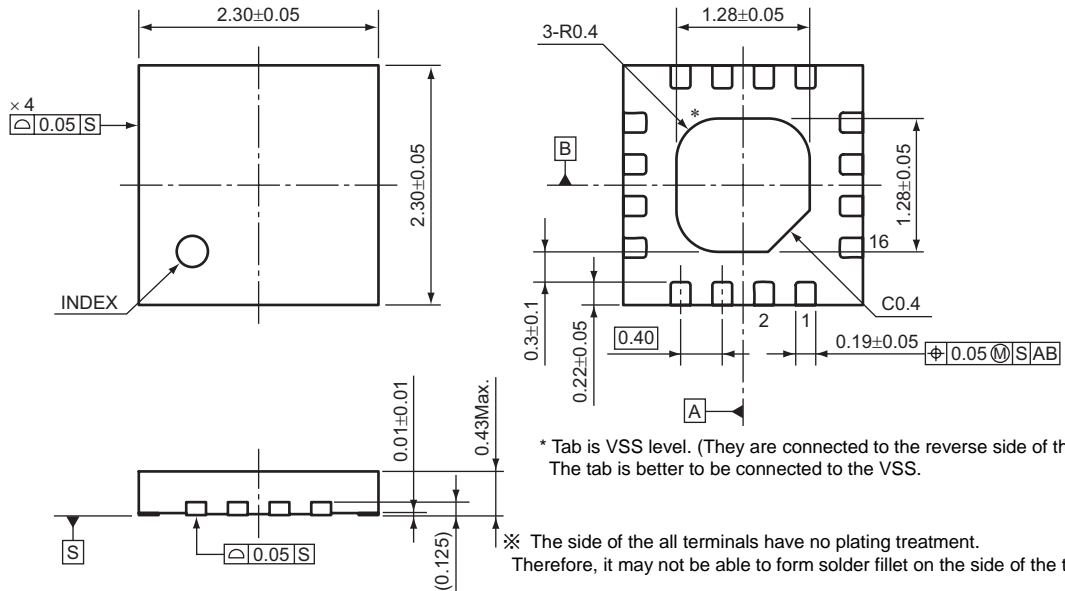 2.30±0.05
1.28±0.05
3-R0.4
× 4
⌓ 0.05 S
2.30±0.05
*
B
1.28±0.05
16
INDEX
C0.4
0.3±0.1
0.22±0.05
0.40
2
1
0.19±0.05
⌖ 0.05 Ⓜ S AB
A
0.01±0.01
0.43Max.
* Tab is VSS level. (They are connected to the reverse side of th
The tab is better to be connected to the VSS.
S
⌓ 0.05 S
(0.125)
※ The side of the all terminals have no plating treatment.
Therefore, it may not be able to form solder fillet on the side of the t